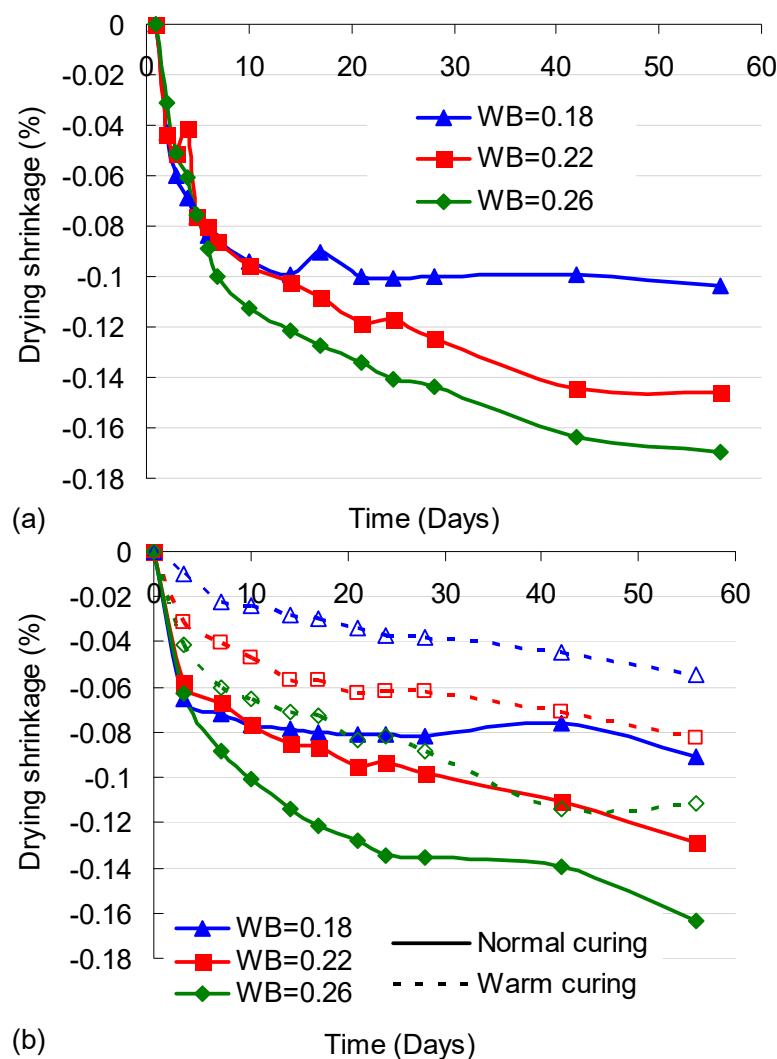 0
-0.02
-0.04
-0.06
-0.08
-0.1
-0.12
-0.14
-0.16
-0.18
Drying shrinkage (%)
0 10 20 30 40 50 60
WB=0.18
WB=0.22
WB=0.26
(a)
Time (Days)
0
-0.02
-0.04
-0.06
-0.08
-0.1
-0.12
-0.14
-0.16
-0.18
Drying shrinkage (%)
0 10 20 30 40 50 60
WB=0.18
WB=0.22
WB=0.26
Normal curing
Warm curing
(b)
Time (Days)